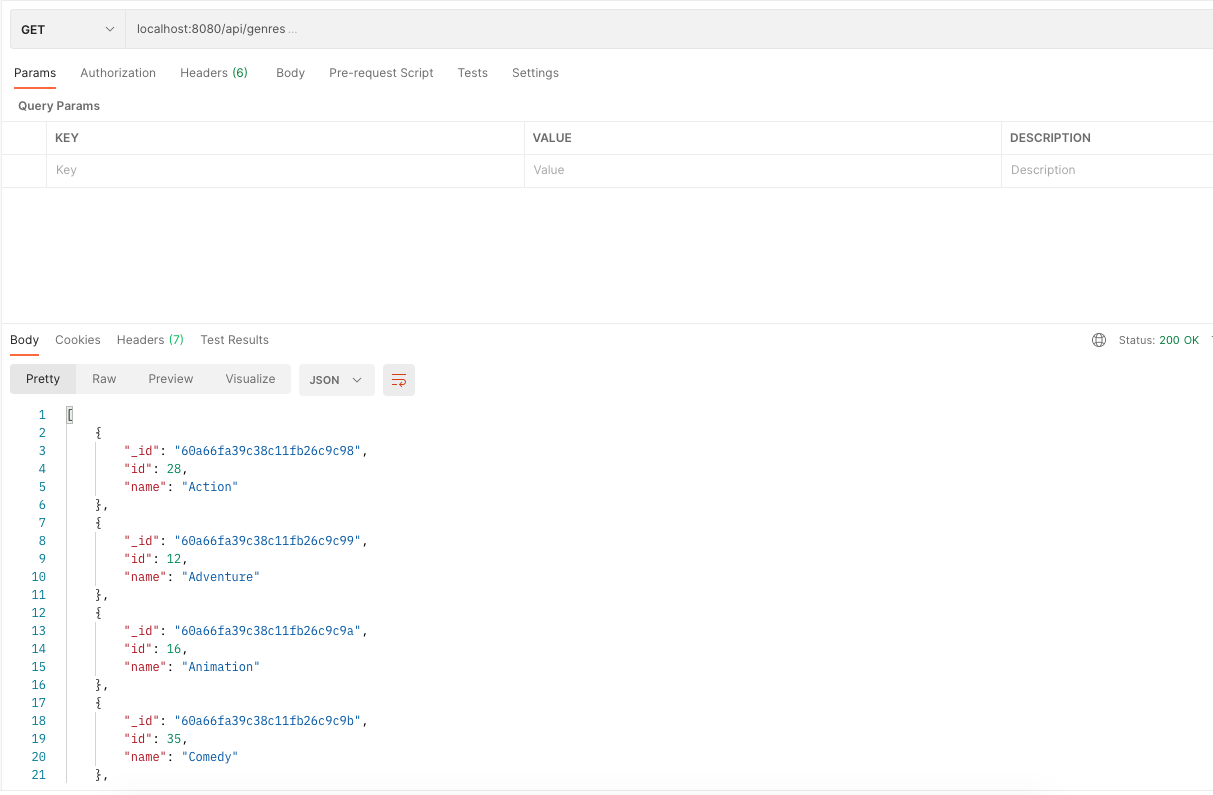 GET localhost:8080/api/genres ...
Params Authorization Headers (6) Body Pre-request Script Tests Settings
Query Params
KEY VALUE DESCRIPTION
Key Value Description
Body Cookies Headers (7) Test Results Status: 200 OK
Pretty Raw Preview Visualize JSON
1 [
2 {
3 "_id": "60a66fa39c38c11fb26c9c98",
4 "id": 28,
5 "name": "Action"
6 },
7 {
8 "_id": "60a66fa39c38c11fb26c9c99",
9 "id": 12,
10 "name": "Adventure"
11 },
12 {
13 "_id": "60a66fa39c38c11fb26c9c9a",
14 "id": 16,
15 "name": "Animation"
16 },
17 {
18 "_id": "60a66fa39c38c11fb26c9c9b",
19 "id": 35,
20 "name": "Comedy"
21 },